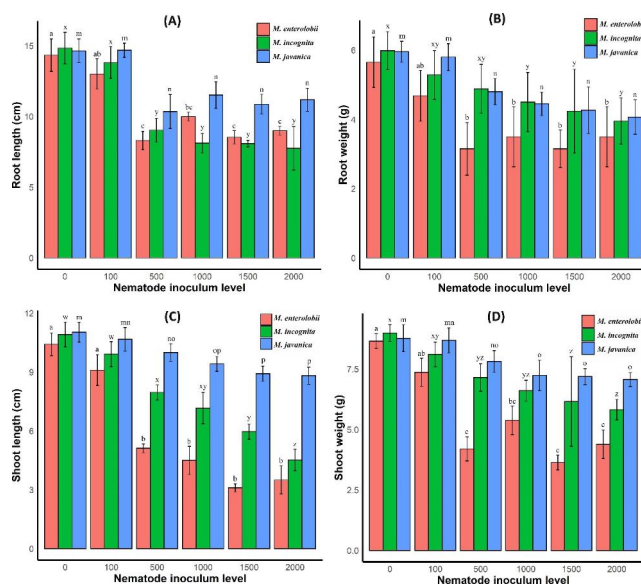 (A)
M. enterolobii
M. incognita
M. javanica
Root length (cm)
15
10
5
0
a x m ab x m c y n bc y n c y n c y n
0 100 500 1000 1500 2000
Nematode inoculum level
(B)
M. enterolob
M. incognita
M. javanica
Root weight (g)
6
4
2
0
a x m ab xy m b xy n b y n b y n b y n
0 100 500 1000 1500 2000
Nematode inoculum level
(C)
M. enterolobii
M. incognita
M. javanica
Shoot length (cm)
12
9
6
3
0
a w m a w mn b x no b xy op b y p b z p
0 100 500 1000 1500 2000
Nematode inoculum level
(D)
M. enterolobi
M. incognita
M. javanica
Shoot weight (g)
7.5
5.0
2.5
0.0
a x m ab xy mn c yz no bc yz o c z o c z o
0 100 500 1000 1500 2000
Nematode inoculum level